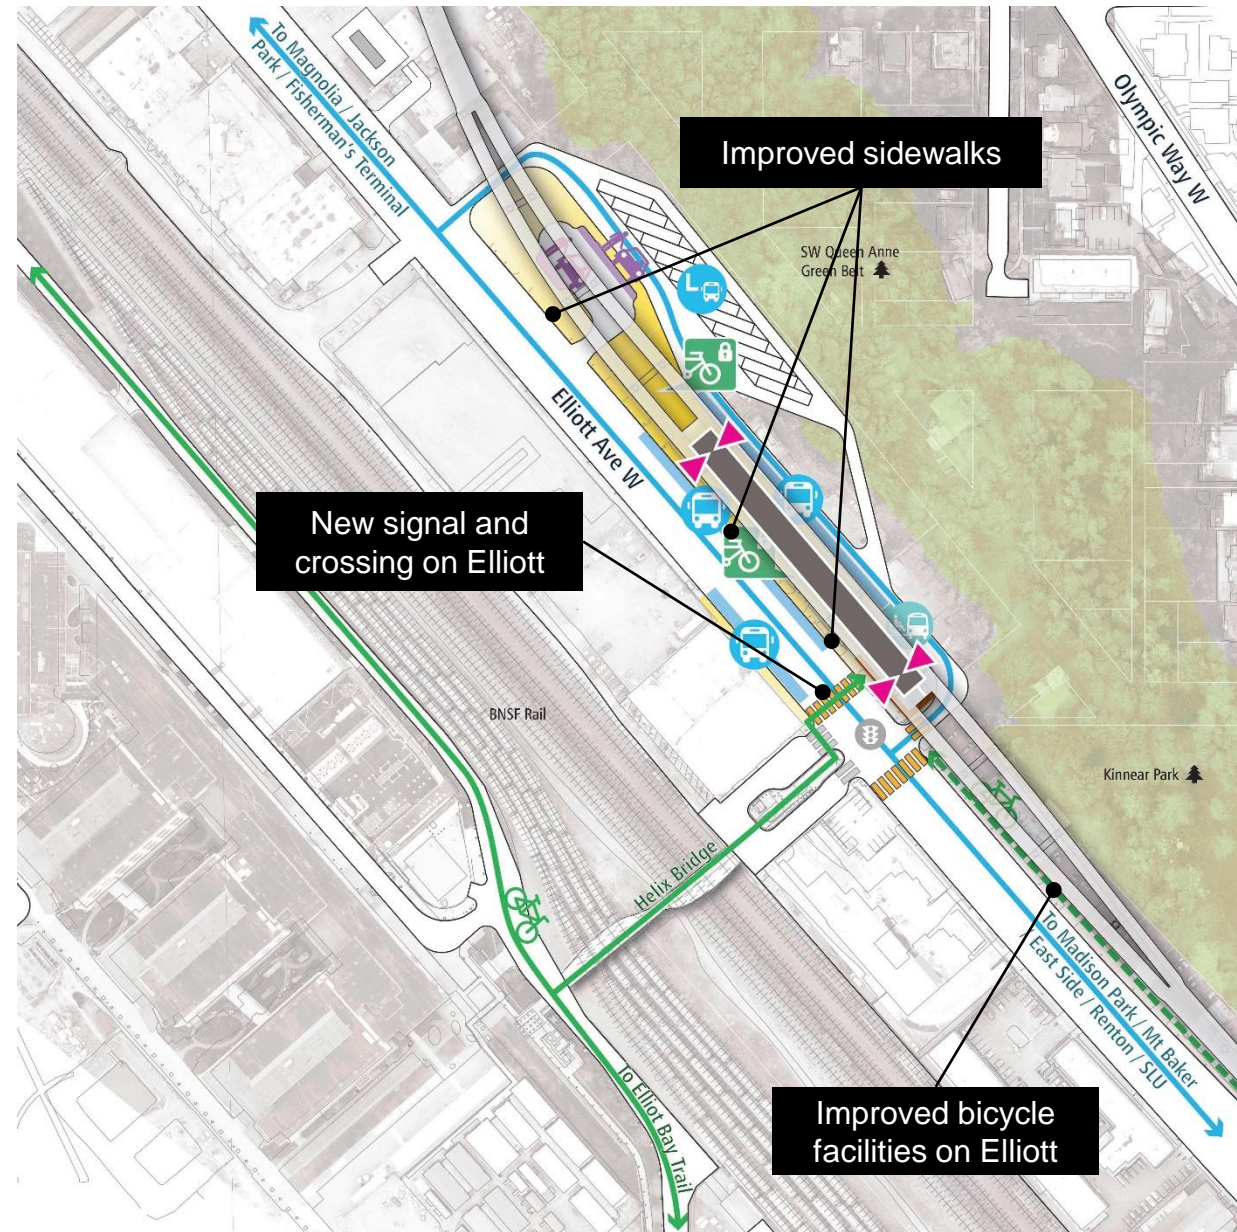 To Magnolia / Jackson
Park / Fisherman's Terminal
Olympic Way W
Improved sidewalks
SW Queen Anne
Green Belt
L
Elliott Ave W
New signal and
crossing on Elliott
BNSF Rail
Kinnear Park
Helix Bridge
To Madison Park / Mt Baker
/ East Side / Renton / SLU
Improved bicycle
facilities on Elliott
To Elliot Bay Trail